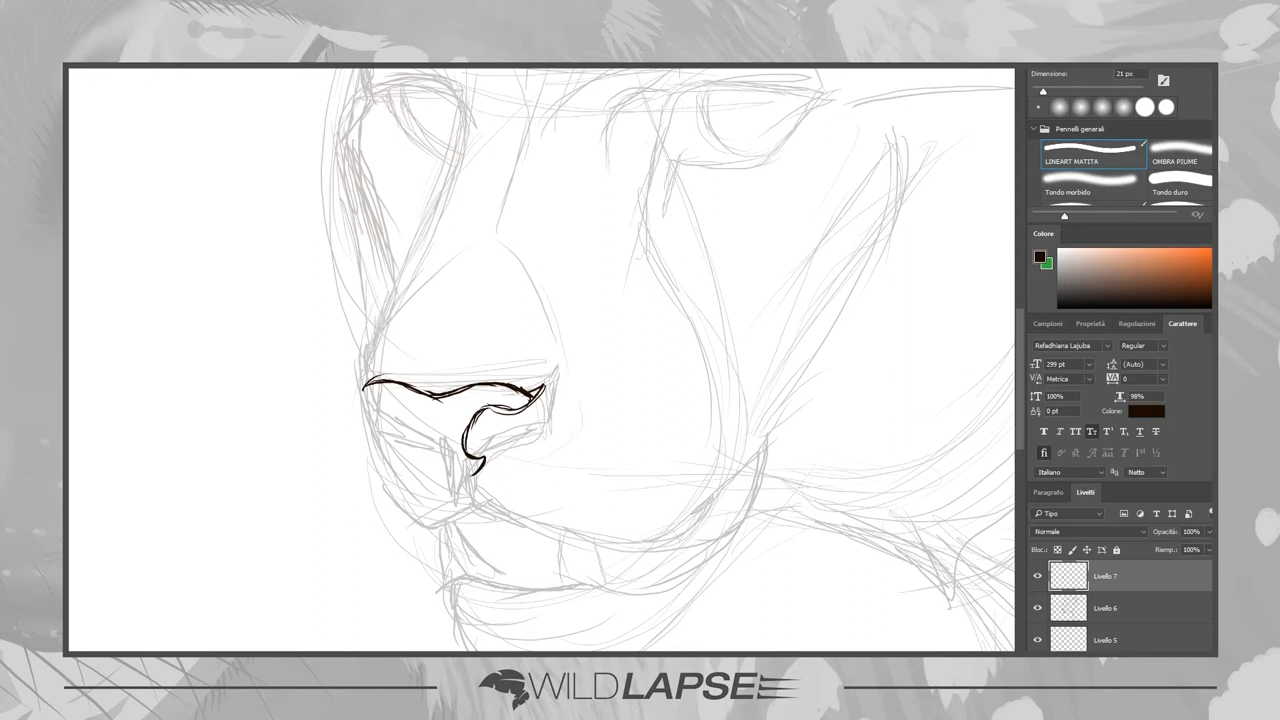 Dimensione: 21 px
Pennelli generali
LINEART MATITA OMBRA PIUME
Tondo morbido Tondo duro
Colore
Campioni Proprietà Regolazioni Carattere
Refadhiana Lajuba Regular
299 pt (Auto)
Metrica 0
100% 98%
0 pt Colore:
Italiano Netto
Paragrafo Livelli
Tipo
Normale Opacità: 100%
Bloc.: Riemp.: 100%
Livello 7
Livello 6
Livello 5
WILDLAPSE